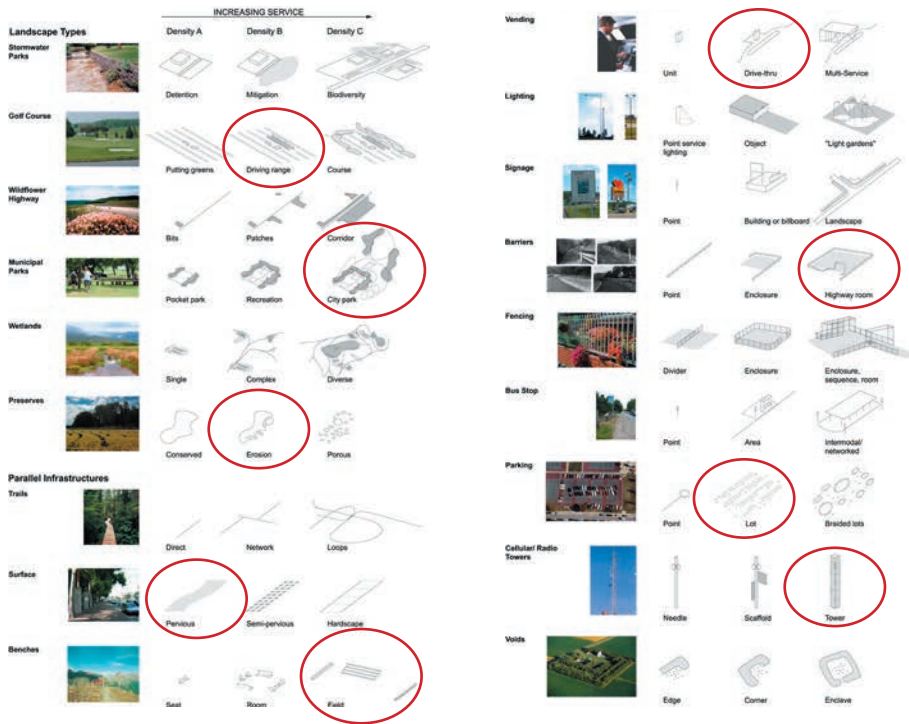 INCREASING SERVICE
Landscape Types
Density A
Density B
Density C
Stormwater
Parks
Detention
Mitigation
Biodiversity
Golf Course
Putting greens
Driving range
Course
Wildflower
Highway
Bits
Patches
Corridor
Municipal
Parks
Pocket park
Recreation
City park
Wetlands
Single
Complex
Diverse
Preserves
Conserved
Erosion
Porous
Parallel Infrastructures
Trails
Direct
Network
Loops
Surface
Pervious
Semi-pervious
Hardscape
Benches
Seat
Room
Field
Vending
Unit
Drive-thru
Multi-Service
Lighting
Point service
lighting
Object
"Light gardens"
Signage
Point
Building or billboard
Landscape
Barriers
Point
Enclosure
Highway room
Fencing
Divider
Enclosure
Enclosure,
sequence, room
Bus Stop
Point
Area
Intermodal/
networked
Parking
Point
Lot
Braided lots
Cellular/ Radio
Towers
Needle
Scaffold
Tower
Voids
Edge
Corner
Enclave